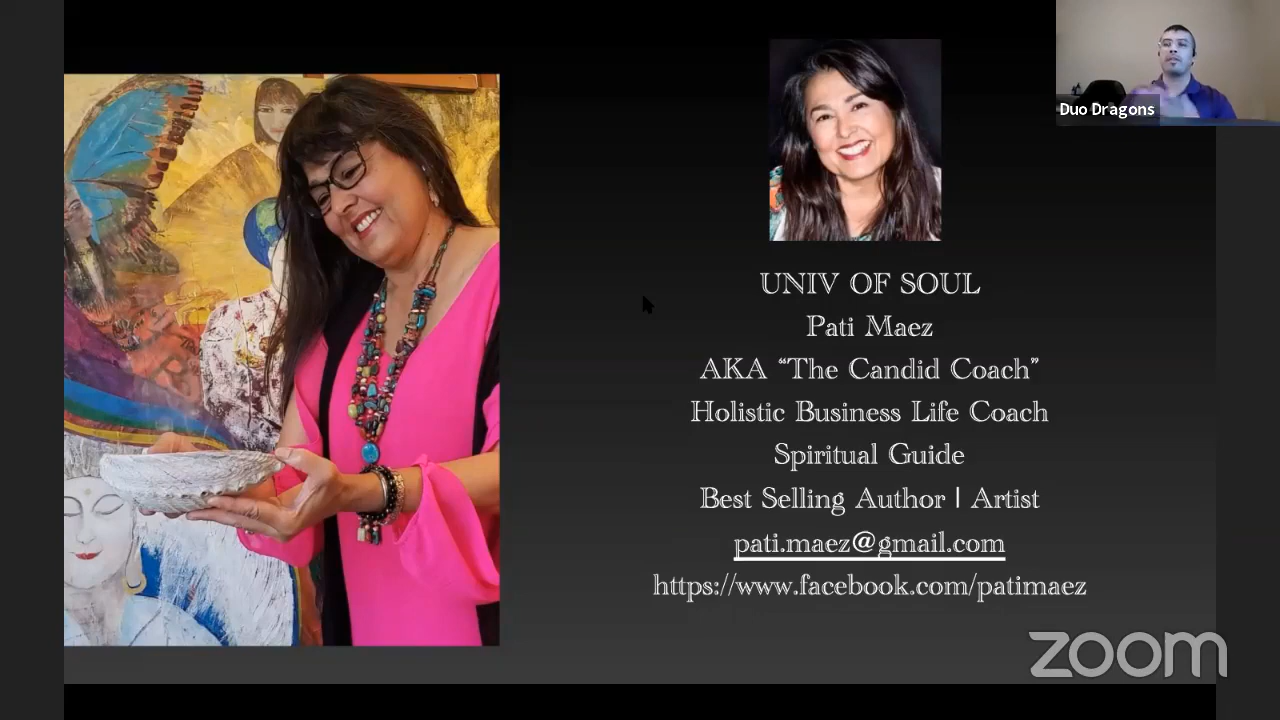 Duo Dragons
UNIV OF SOUL
Pati Maez
AKA “The Candid Coach”
Holistic Business Life Coach
Spiritual Guide
Best Selling Author | Artist
pati.maez@gmail.com
https://www.facebook.com/patimaez
zoom